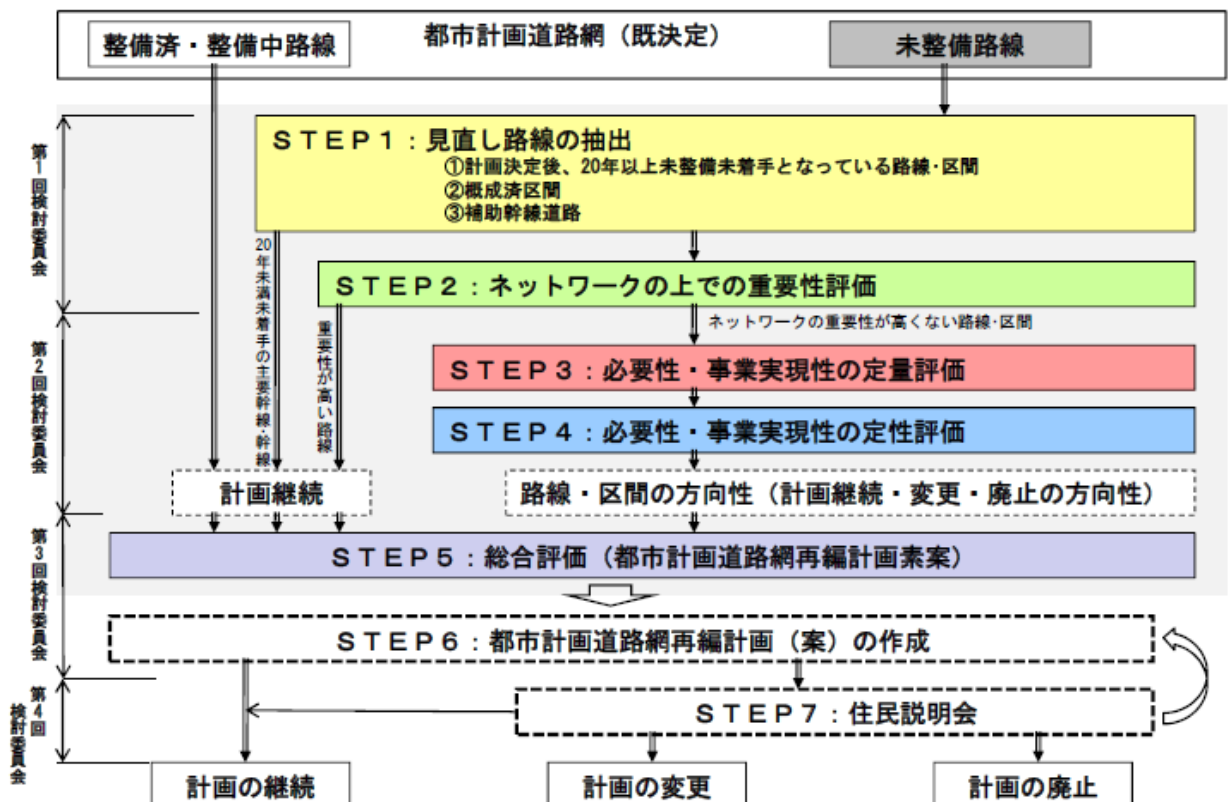 都市計画道路網（既決定）
整備済・整備中路線
未整備路線
第1回検討委員会
ＳＴＥＰ１：見直し路線の抽出
①計画決定後、20年以上未整備未着手となっている路線・区間
②概成済区間
③補助幹線道路
20年未満未着手の主要幹線・幹線
ＳＴＥＰ２：ネットワークの上での重要性評価
重要性が高い路線
ネットワークの重要性が高くない路線・区間
第2回検討委員会
ＳＴＥＰ３：必要性・事業実現性の定量評価
ＳＴＥＰ４：必要性・事業実現性の定性評価
計画継続
路線・区間の方向性（計画継続・変更・廃止の方向性）
第3回検討委員会
ＳＴＥＰ５：総合評価（都市計画道路網再編計画素案）
ＳＴＥＰ６：都市計画道路網再編計画（案）の作成
第4回
検討委員会
ＳＴＥＰ７：住民説明会
計画の継続
計画の変更
計画の廃止